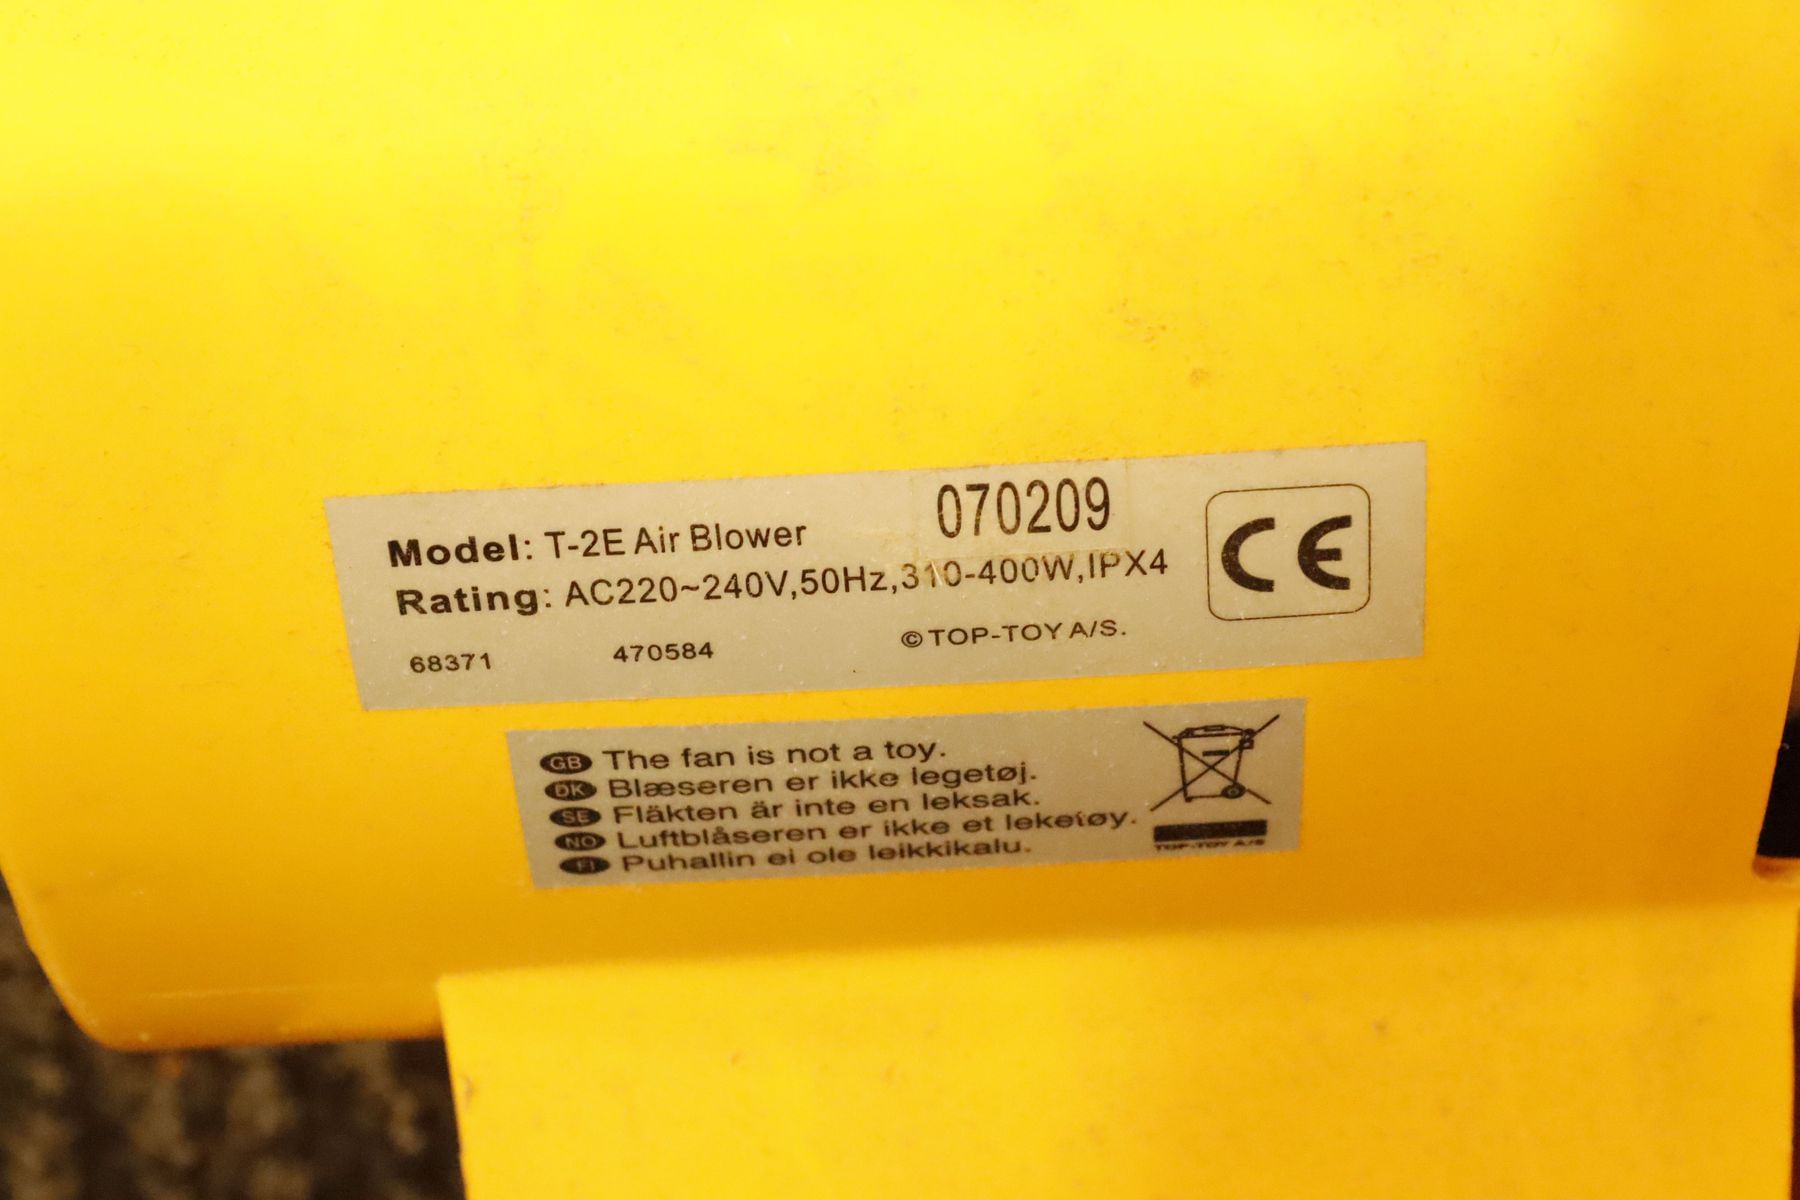 070209
Model: T-2E Air Blower
Rating: AC220~240V,50Hz,310-400W,IPX4
68371 470584 ©TOP-TOY A/S.
CE
GB The fan is not a toy.
DK Blæseren er ikke legetøj.
SE Fläkten är inte en leksak.
NO Luftblåseren er ikke et leketøy.
FI Puhallin ei ole leikkikalu.
TOP-TOY A/S